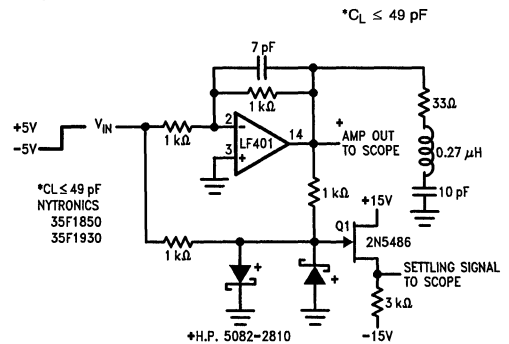 *CL ≤ 49 pF
7 pF
1 kΩ
33Ω
+5V
-5V
VIN
1 kΩ
2
-
3
+
LF401
14
+
AMP OUT
TO SCOPE
0.27 μH
10 pF
*CL ≤ 49 pF
NYTRONICS
35F1850
35F1930
1 kΩ
+15V
Q1
2N5486
1 kΩ
+
+
SETTLING SIGNAL
TO SCOPE
3 kΩ
-15V
+H.P. 5082-2810